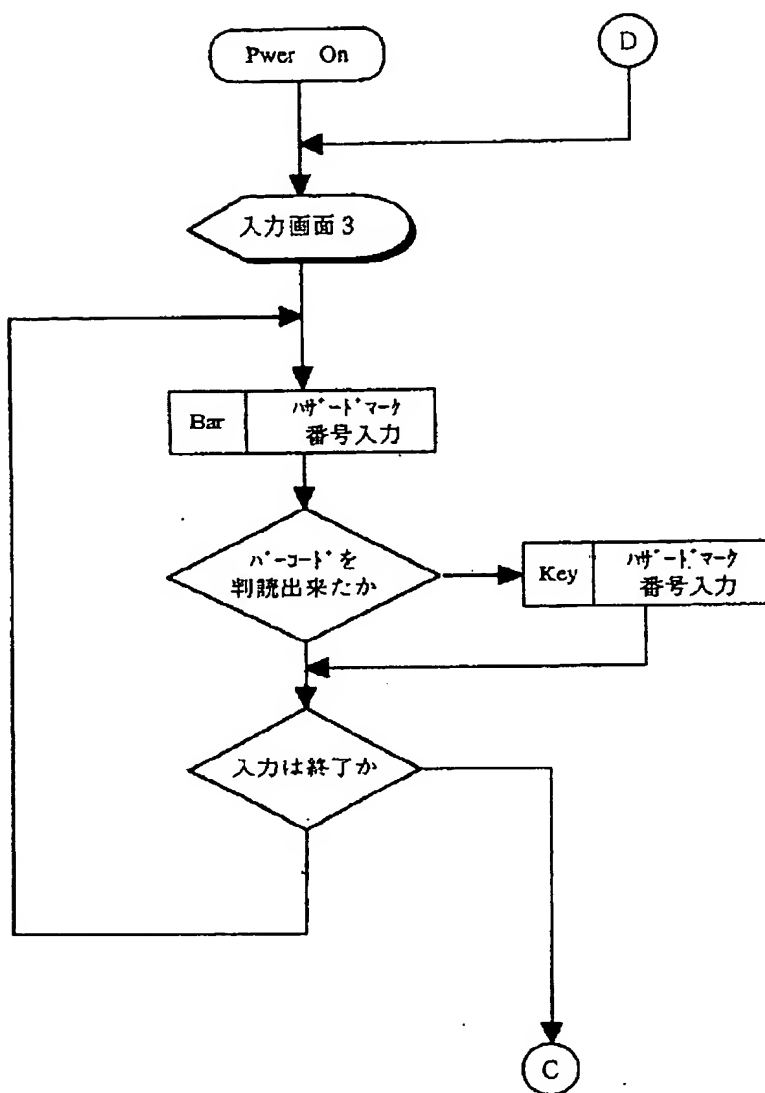 Pwer On
D
入力画面3
Bar
ﾊｻﾞｰﾄﾞﾏｰｸ
番号入力
ﾊﾞｰｺｰﾄﾞを
判読出来たか
Key
ﾊｻﾞｰﾄﾞﾏｰｸ
番号入力
入力は終了か
C